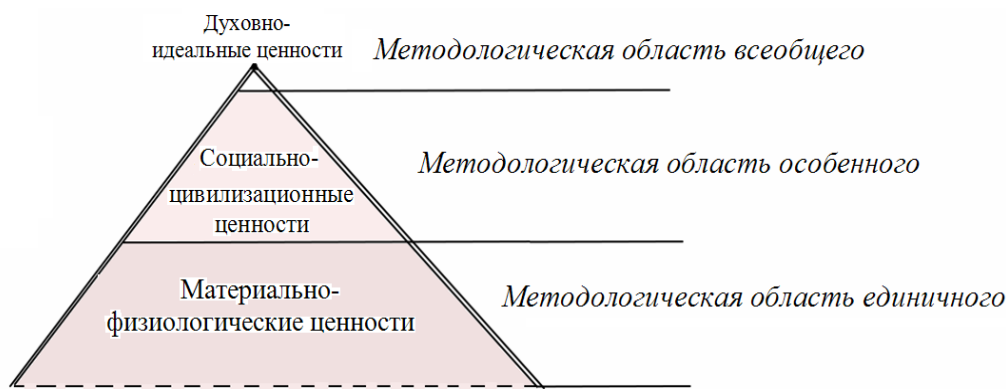 Духовно-
идеальные ценности
Методологическая область всеобщего
Социально-
цивилизационные
ценности
Методологическая область особенного
Материально-
физиологические ценности
Методологическая область единичного